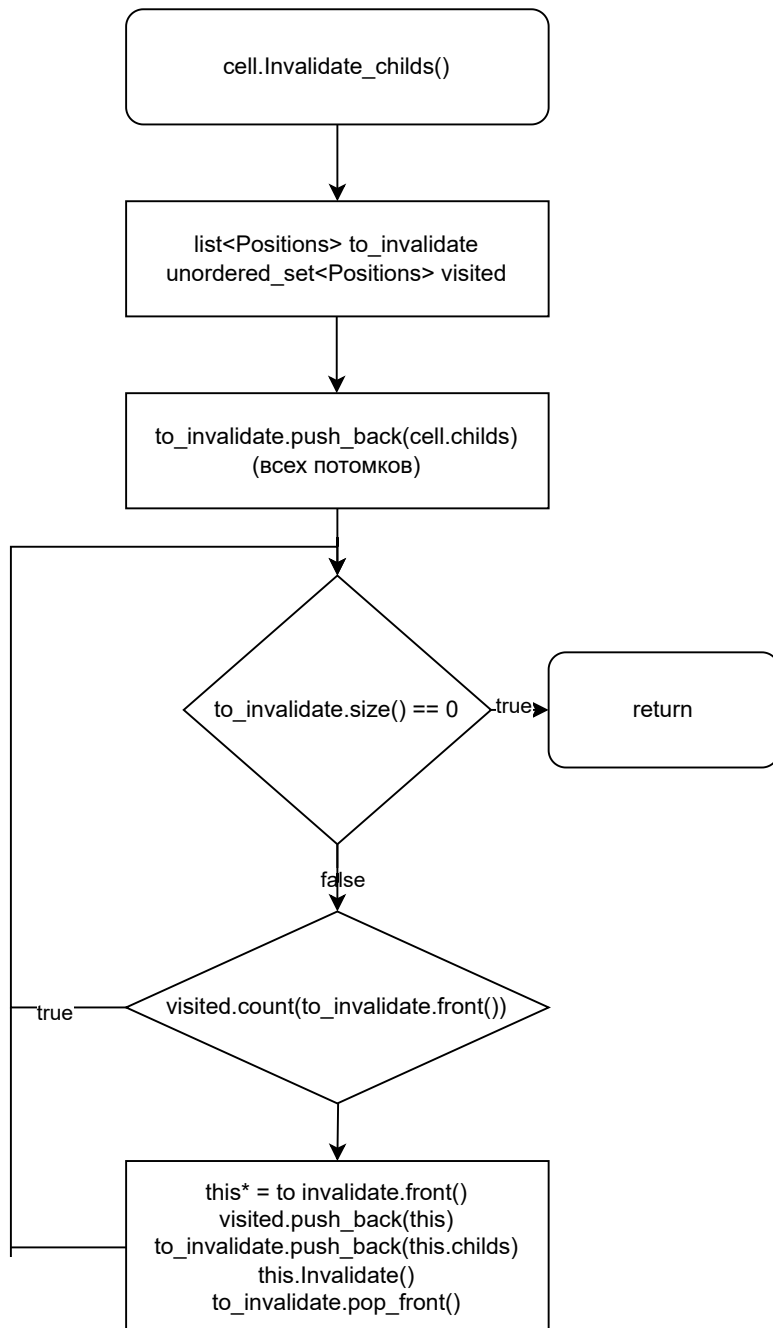 cell.Invalidate_childs()
list<Positions> to_invalidate
unordered_set<Positions> visited
to_invalidate.push_back(cell.childs)
(всех потомков)
to_invalidate.size() == 0
true
return
false
visited.count(to_invalidate.front())
true
this* = to invalidate.front()
visited.push_back(this)
to_invalidate.push_back(this.childs)
this.Invalidate()
to_invalidate.pop_front()